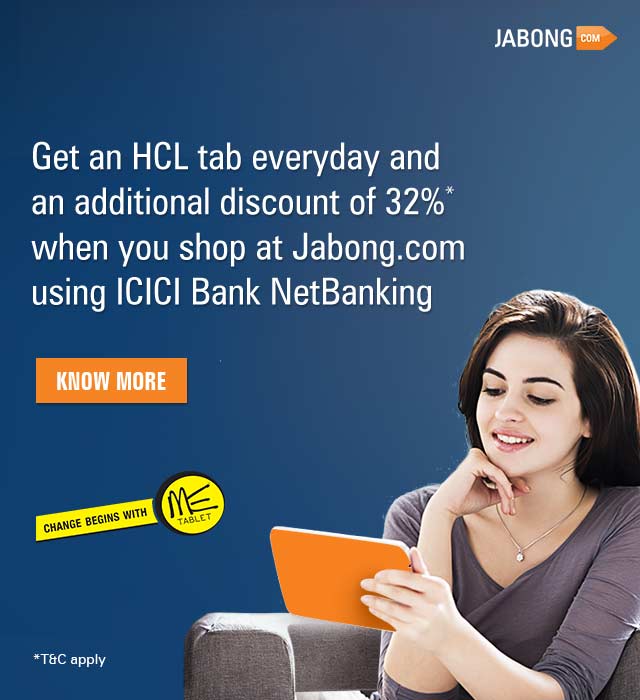 JABONG COM
Get an HCL tab everyday and
an additional discount of 32%*
when you shop at Jabong.com
using ICICI Bank NetBanking
KNOW MORE
CHANGE BEGINS WITH
ME
TABLET
*T&C apply